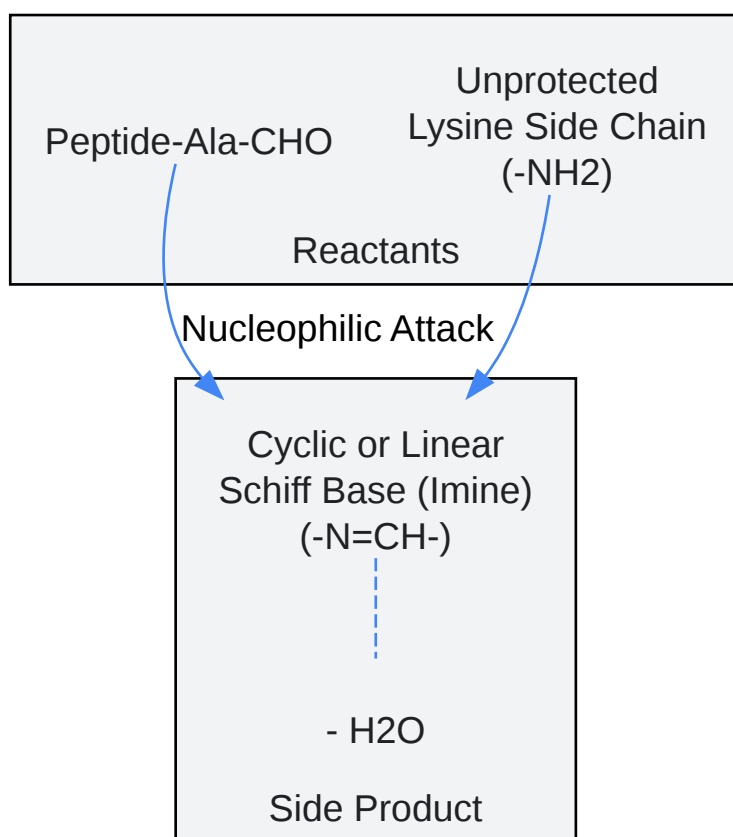 Peptide-Ala-CHO
Unprotected
Lysine Side Chain
(-NH2)
Reactants
Nucleophilic Attack
Cyclic or Linear
Schiff Base (Imine)
(-N=CH-)
- H2O
Side Product